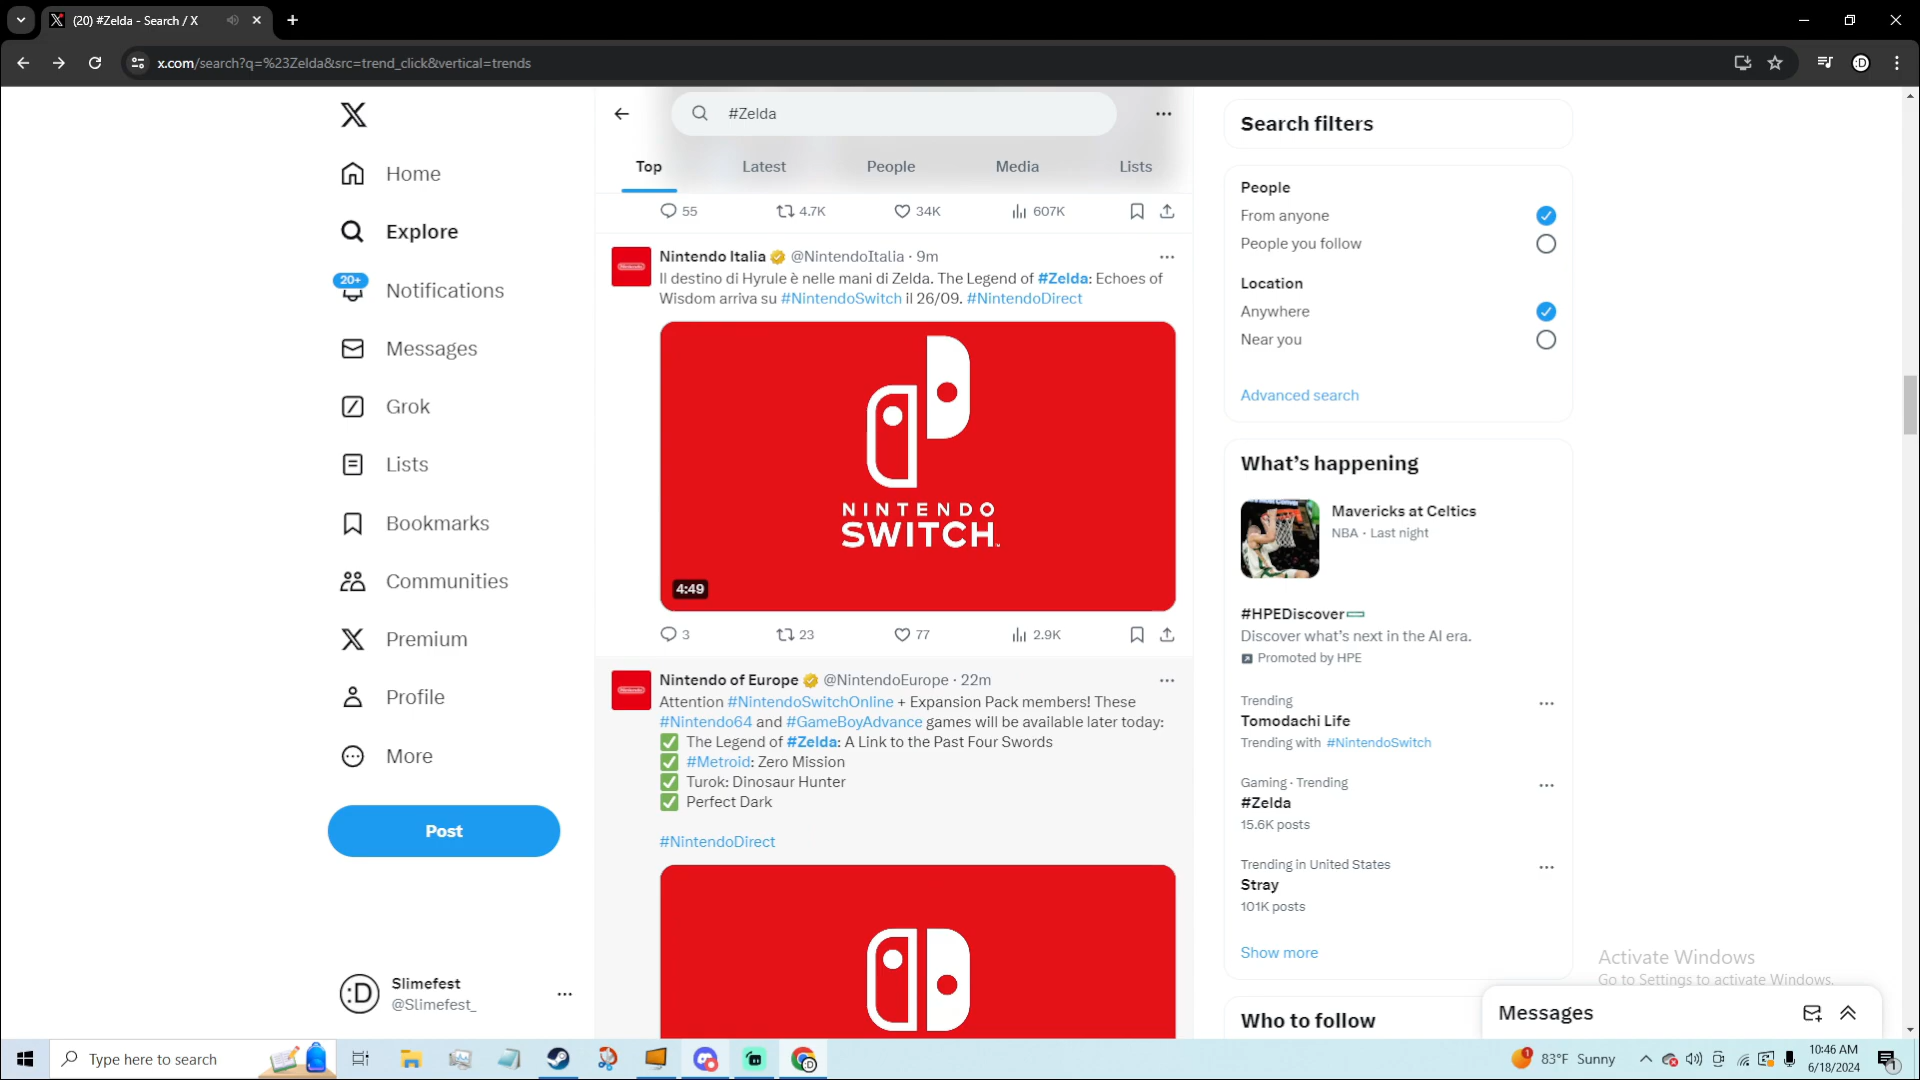 (20) #Zelda - Search / X
x.com/search?q=%23Zelda&src=trend_click&vertical=trends
:D
X
Home
Explore
20+
Notifications
Messages
Grok
Lists
Bookmarks
Communities
Premium
Profile
More
Post
:D
Slimefest
@Slimefest_
#Zelda
Top
Latest
People
Media
Lists
55
4.7K
34K
607K
Nintendo Italia @NintendoItalia · 9m
Il destino di Hyrule è nelle mani di Zelda. The Legend of #Zelda: Echoes of
Wisdom arriva su #NintendoSwitch il 26/09. #NintendoDirect
NINTENDO
SWITCH™
4:49
3
23
77
2.9K
Nintendo of Europe @NintendoEurope · 22m
Attention #NintendoSwitchOnline + Expansion Pack members! These
#Nintendo64 and #GameBoyAdvance games will be available later today:
✅ The Legend of #Zelda: A Link to the Past Four Swords
✅ #Metroid: Zero Mission
✅ Turok: Dinosaur Hunter
✅ Perfect Dark
#NintendoDirect
Search filters
People
From anyone
People you follow
Location
Anywhere
Near you
Advanced search
What's happening
Mavericks at Celtics
NBA · Last night
#HPEDiscover
Discover what's next in the AI era.
Promoted by HPE
Trending
Tomodachi Life
Trending with #NintendoSwitch
Gaming · Trending
#Zelda
15.6K posts
Trending in United States
Stray
101K posts
Show more
Who to follow
Activate Windows
Go to Settings to activate Windows.
Messages
Type here to search
1
83°F Sunny
10:46 AM
6/18/2024
1